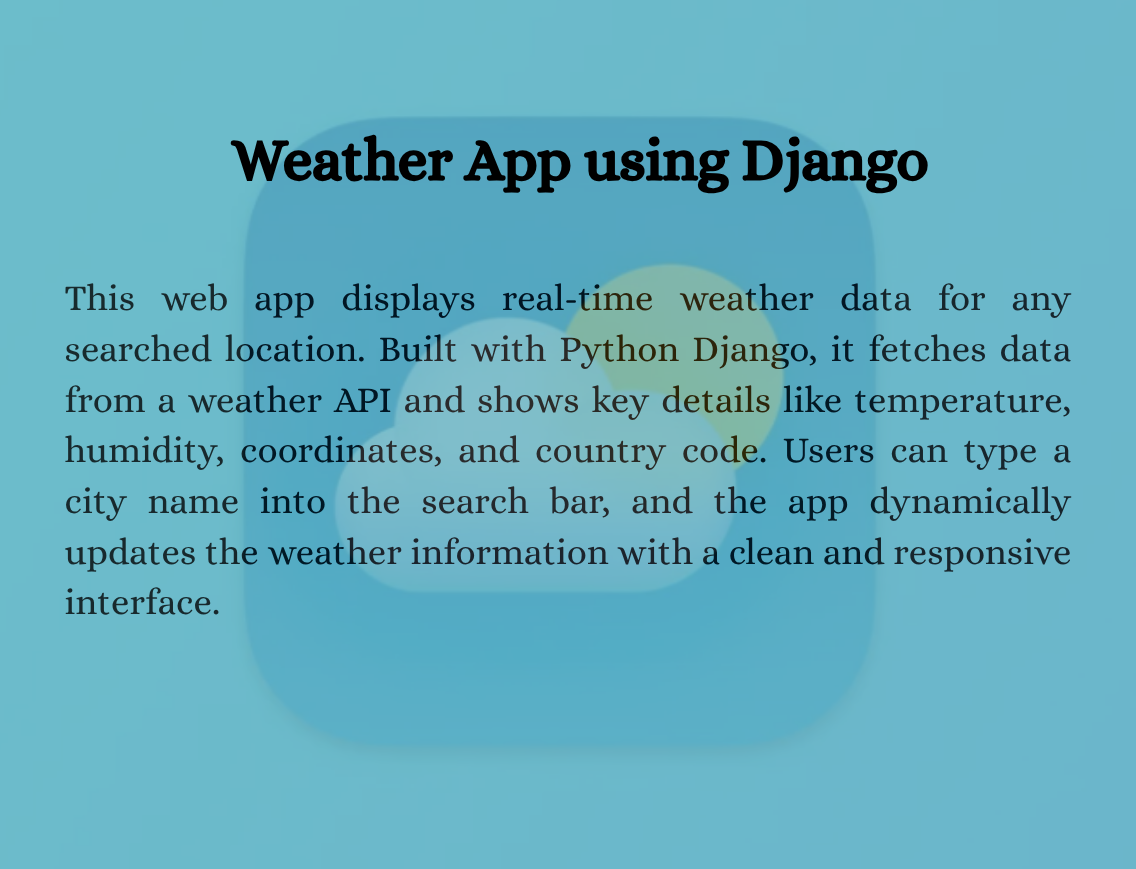 Weather App using Django
This web app displays real-time weather data for any
searched location. Built with Python Django, it fetches data
from a weather API and shows key details like temperature,
humidity, coordinates, and country code. Users can type a
city name into the search bar, and the app dynamically
updates the weather information with a clean and responsive
interface.